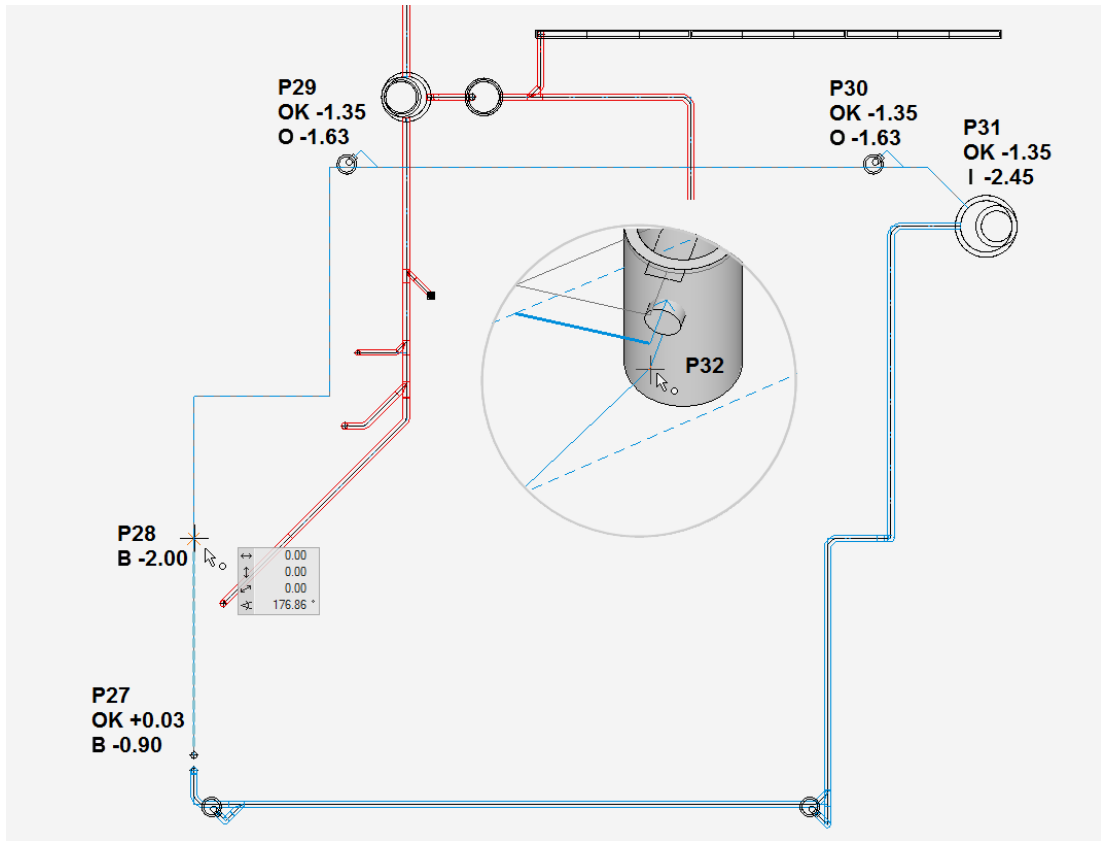 P29
OK -1.35
O -1.63
P30
OK -1.35
O -1.63
P31
OK -1.35
I -2.45
P32
P28
B -2.00
0.00
0.00
0.00
176.86 °
P27
OK +0.03
B -0.90